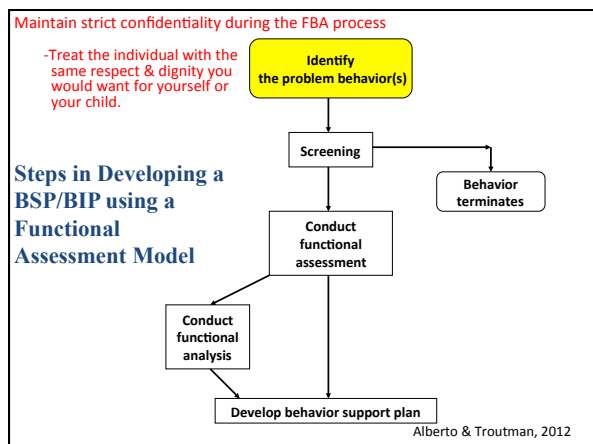 Maintain strict confidentiality during the FBA process
-Treat the individual with the
same respect & dignity you
would want for yourself or
your child.
Identify
the problem behavior(s)
Screening
Behavior
terminates
Steps in Developing a
BSP/BIP using a
Functional
Assessment Model
Conduct
functional
assessment
Conduct
functional
analysis
Develop behavior support plan
Alberto & Troutman, 2012